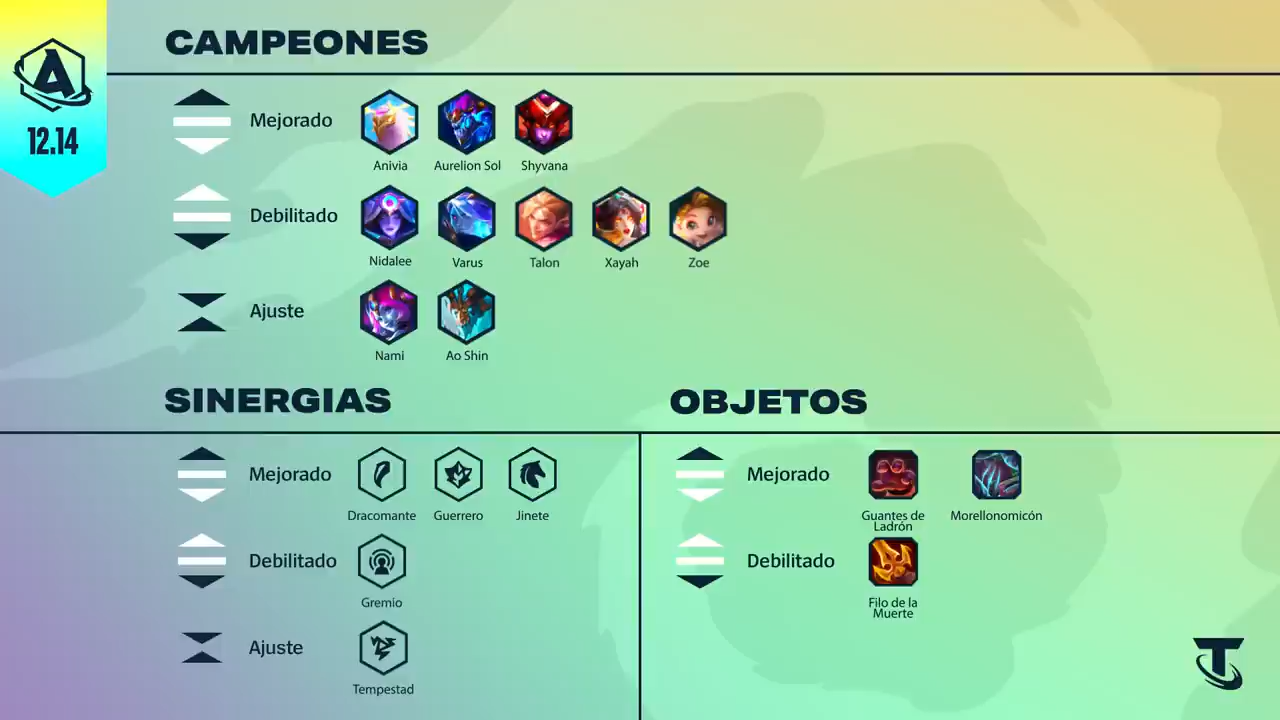 A
12.14
CAMPEONES
Mejorado
Anivia
Aurelion Sol
Shyvana
Debilitado
Nidalee
Varus
Talon
Xayah
Zoe
Ajuste
Nami
Ao Shin
SINERGIAS
Mejorado
Dracomante
Guerrero
Jinete
Debilitado
Gremio
Ajuste
Tempestad
OBJETOS
Mejorado
Guantes de
Ladrón
Morellonomicón
Debilitado
Filo de la
Muerte
T